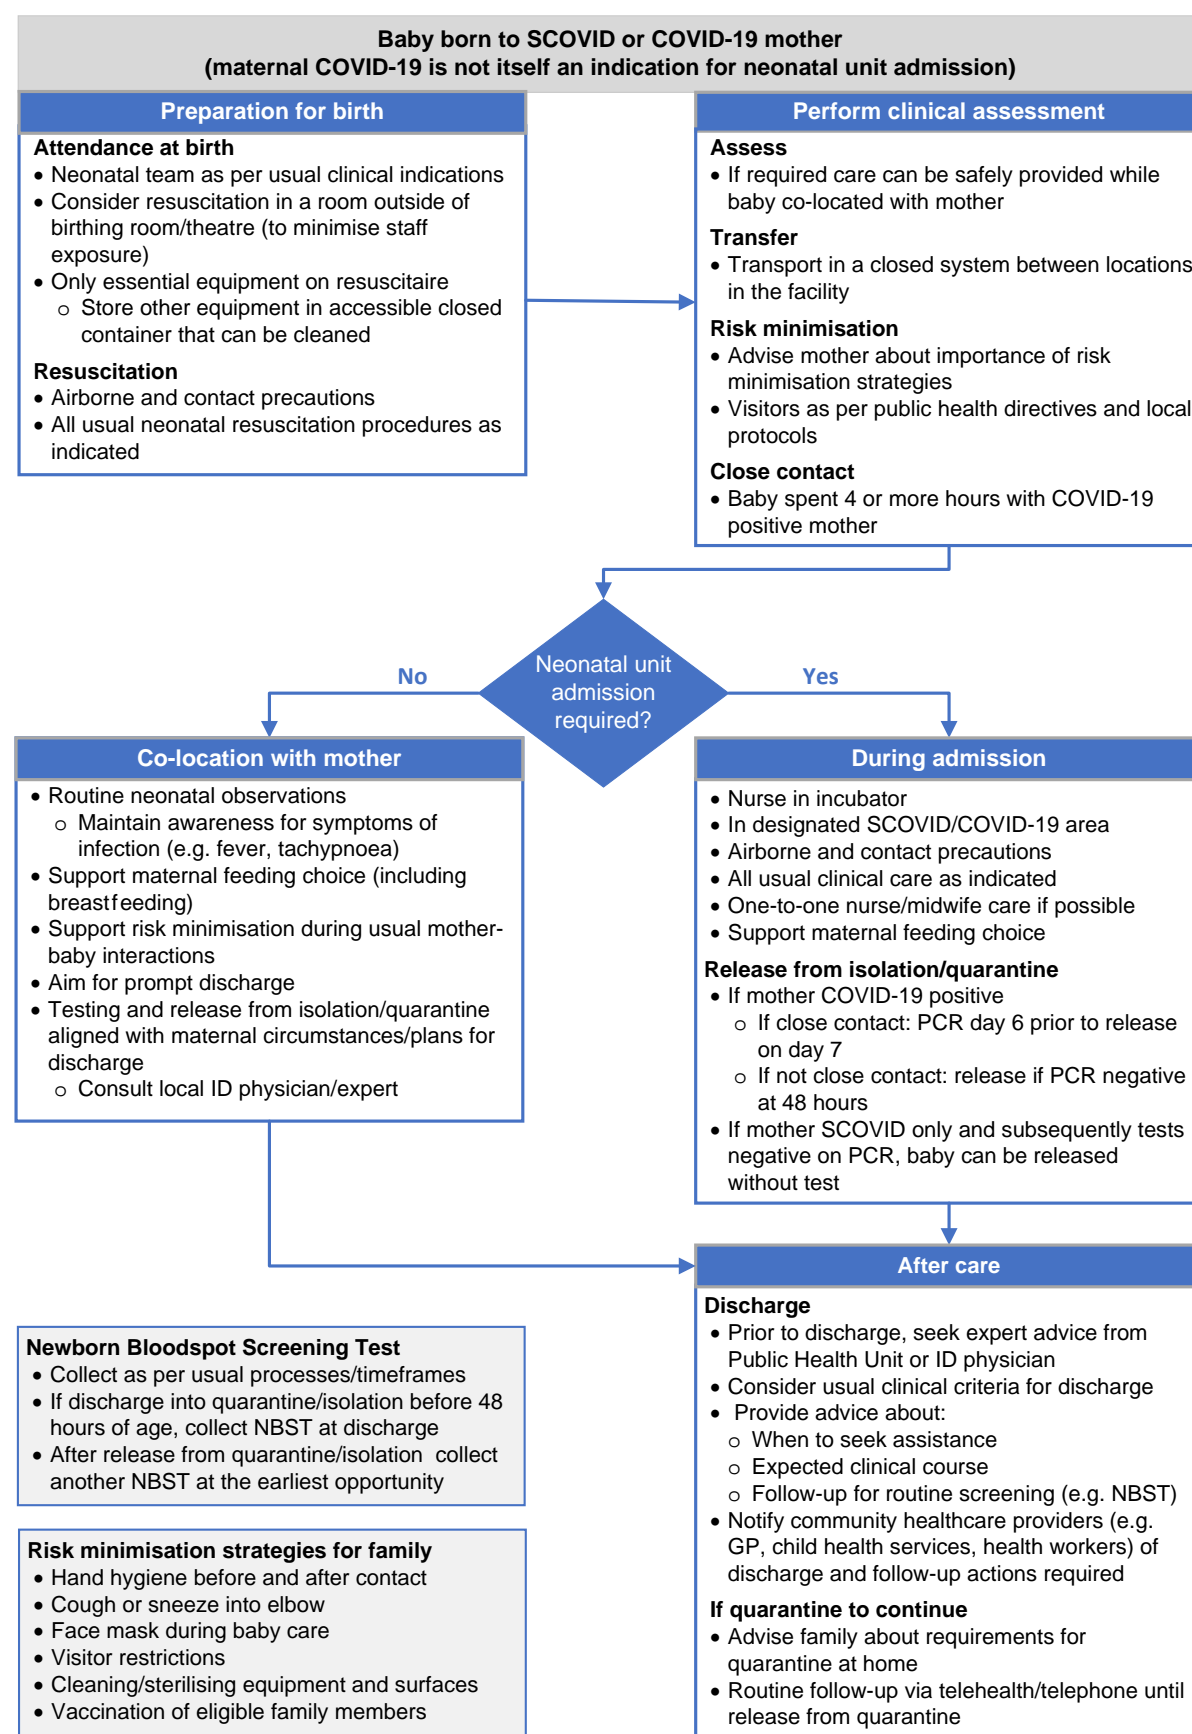 Baby born to SCOVID or COVID-19 mother
(maternal COVID-19 is not itself an indication for neonatal unit admission)
Preparation for birth
Attendance at birth
• Neonatal team as per usual clinical indications
• Consider resuscitation in a room outside of
birthing room/theatre (to minimise staff
exposure)
• Only essential equipment on resuscitaire
o Store other equipment in accessible closed
container that can be cleaned
Resuscitation
• Airborne and contact precautions
• All usual neonatal resuscitation procedures as
indicated
Perform clinical assessment
Assess
• If required care can be safely provided while
baby co-located with mother
Transfer
• Transport in a closed system between locations
in the facility
Risk minimisation
• Advise mother about importance of risk
minimisation strategies
• Visitors as per public health directives and local
protocols
Close contact
• Baby spent 4 or more hours with COVID-19
positive mother
Neonatal unit
admission
required?
No
Yes
Co-location with mother
• Routine neonatal observations
o Maintain awareness for symptoms of
infection (e.g. fever, tachypnoea)
• Support maternal feeding choice (including
breastfeeding)
• Support risk minimisation during usual mother-
baby interactions
• Aim for prompt discharge
• Testing and release from isolation/quarantine
aligned with maternal circumstances/plans for
discharge
o Consult local ID physician/expert
During admission
• Nurse in incubator
• In designated SCOVID/COVID-19 area
• Airborne and contact precautions
• All usual clinical care as indicated
• One-to-one nurse/midwife care if possible
• Support maternal feeding choice
Release from isolation/quarantine
• If mother COVID-19 positive
o If close contact: PCR day 6 prior to release
on day 7
o If not close contact: release if PCR negative
at 48 hours
• If mother SCOVID only and subsequently tests
negative on PCR, baby can be released
without test
After care
Discharge
• Prior to discharge, seek expert advice from
Public Health Unit or ID physician
• Consider usual clinical criteria for discharge
• Provide advice about:
o When to seek assistance
o Expected clinical course
o Follow-up for routine screening (e.g. NBST)
• Notify community healthcare providers (e.g.
GP, child health services, health workers) of
discharge and follow-up actions required
If quarantine to continue
• Advise family about requirements for
quarantine at home
• Routine follow-up via telehealth/telephone until
release from quarantine
Newborn Bloodspot Screening Test
• Collect as per usual processes/timeframes
• If discharge into quarantine/isolation before 48
hours of age, collect NBST at discharge
• After release from quarantine/isolation collect
another NBST at the earliest opportunity
Risk minimisation strategies for family
• Hand hygiene before and after contact
• Cough or sneeze into elbow
• Face mask during baby care
• Visitor restrictions
• Cleaning/sterilising equipment and surfaces
• Vaccination of eligible family members